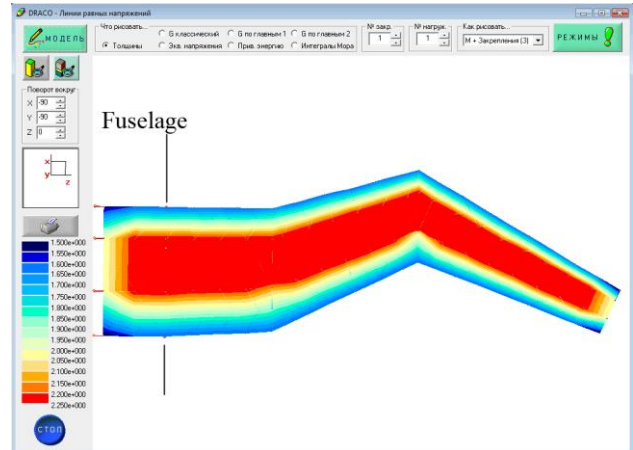 DRACO - Линии равных напряжений
МОДЕЛЬ
Что рисовать...
G классический
G по главным 1
G по главным 2
Толщины
Экв. напряжения
Прив. энергию
Интегралы Мора
№ закр.
1
№ нагруж.
1
Как рисовать...
М + Закрепления (3)
РЕЖИМЫ
Поворот вокруг
X -90
Y -90
Z 0
x
y
z
Fuselage
1.500e+000
1.550e+000
1.600e+000
1.650e+000
1.700e+000
1.750e+000
1.800e+000
1.850e+000
1.900e+000
1.950e+000
2.000e+000
2.050e+000
2.100e+000
2.150e+000
2.200e+000
2.250e+000
СТОП